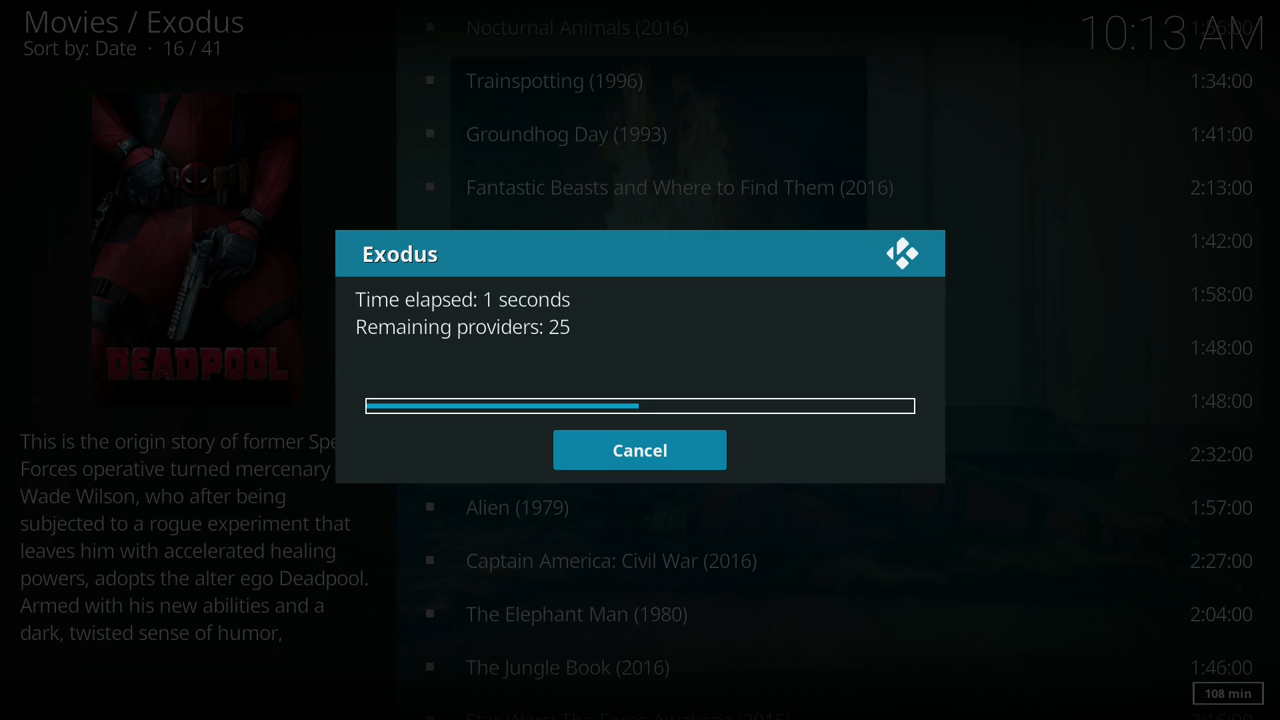 Movies / Exodus
Sort by: Date · 16 / 41
10:13 AM
Nocturnal Animals (2016)
Trainspotting (1996) 1:34:00
Groundhog Day (1993) 1:41:00
Fantastic Beasts and Where to Find Them (2016) 2:13:00
1:42:00
1:58:00
1:48:00
1:48:00
2:32:00
Alien (1979) 1:57:00
Captain America: Civil War (2016) 2:27:00
The Elephant Man (1980) 2:04:00
The Jungle Book (2016) 1:46:00
Star Wars: The Force Awakens (2015)
108 min
DEADPOOL
This is the origin story of former Spe
Forces operative turned mercenary
Wade Wilson, who after being
subjected to a rogue experiment that
leaves him with accelerated healing
powers, adopts the alter ego Deadpool.
Armed with his new abilities and a
dark, twisted sense of humor,
Exodus
Time elapsed: 1 seconds
Remaining providers: 25
Cancel